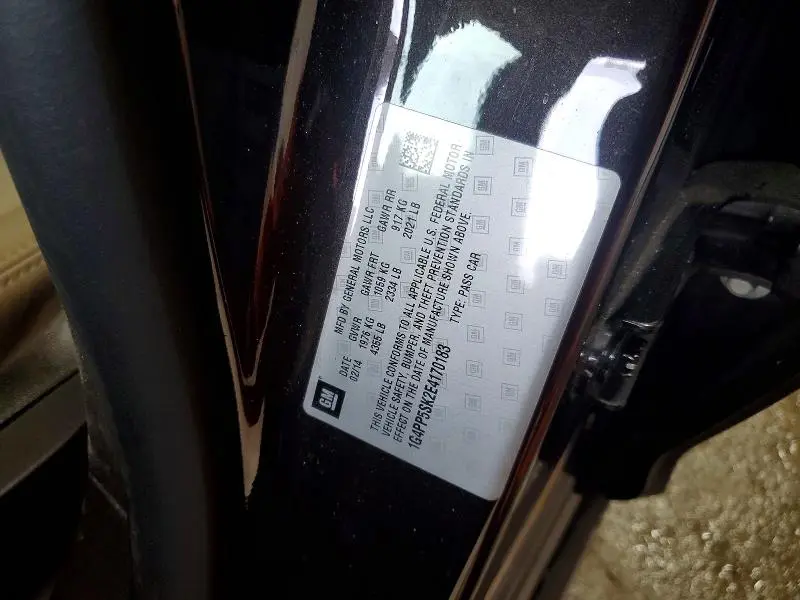 GM
MFD BY GENERAL MOTORS LLC
DATE GVWR GAWR FRT GAWR RR
02/14 1976 KG 1059 KG 917 KG
4355 LB 2334 LB 2021 LB
THIS VEHICLE CONFORMS TO ALL APPLICABLE U.S. FEDERAL MOTOR
VEHICLE SAFETY, BUMPER, AND THEFT PREVENTION STANDARDS IN
EFFECT ON THE DATE OF MANUFACTURE SHOWN ABOVE.
1G4PP5SK2E4170183 TYPE: PASS CAR